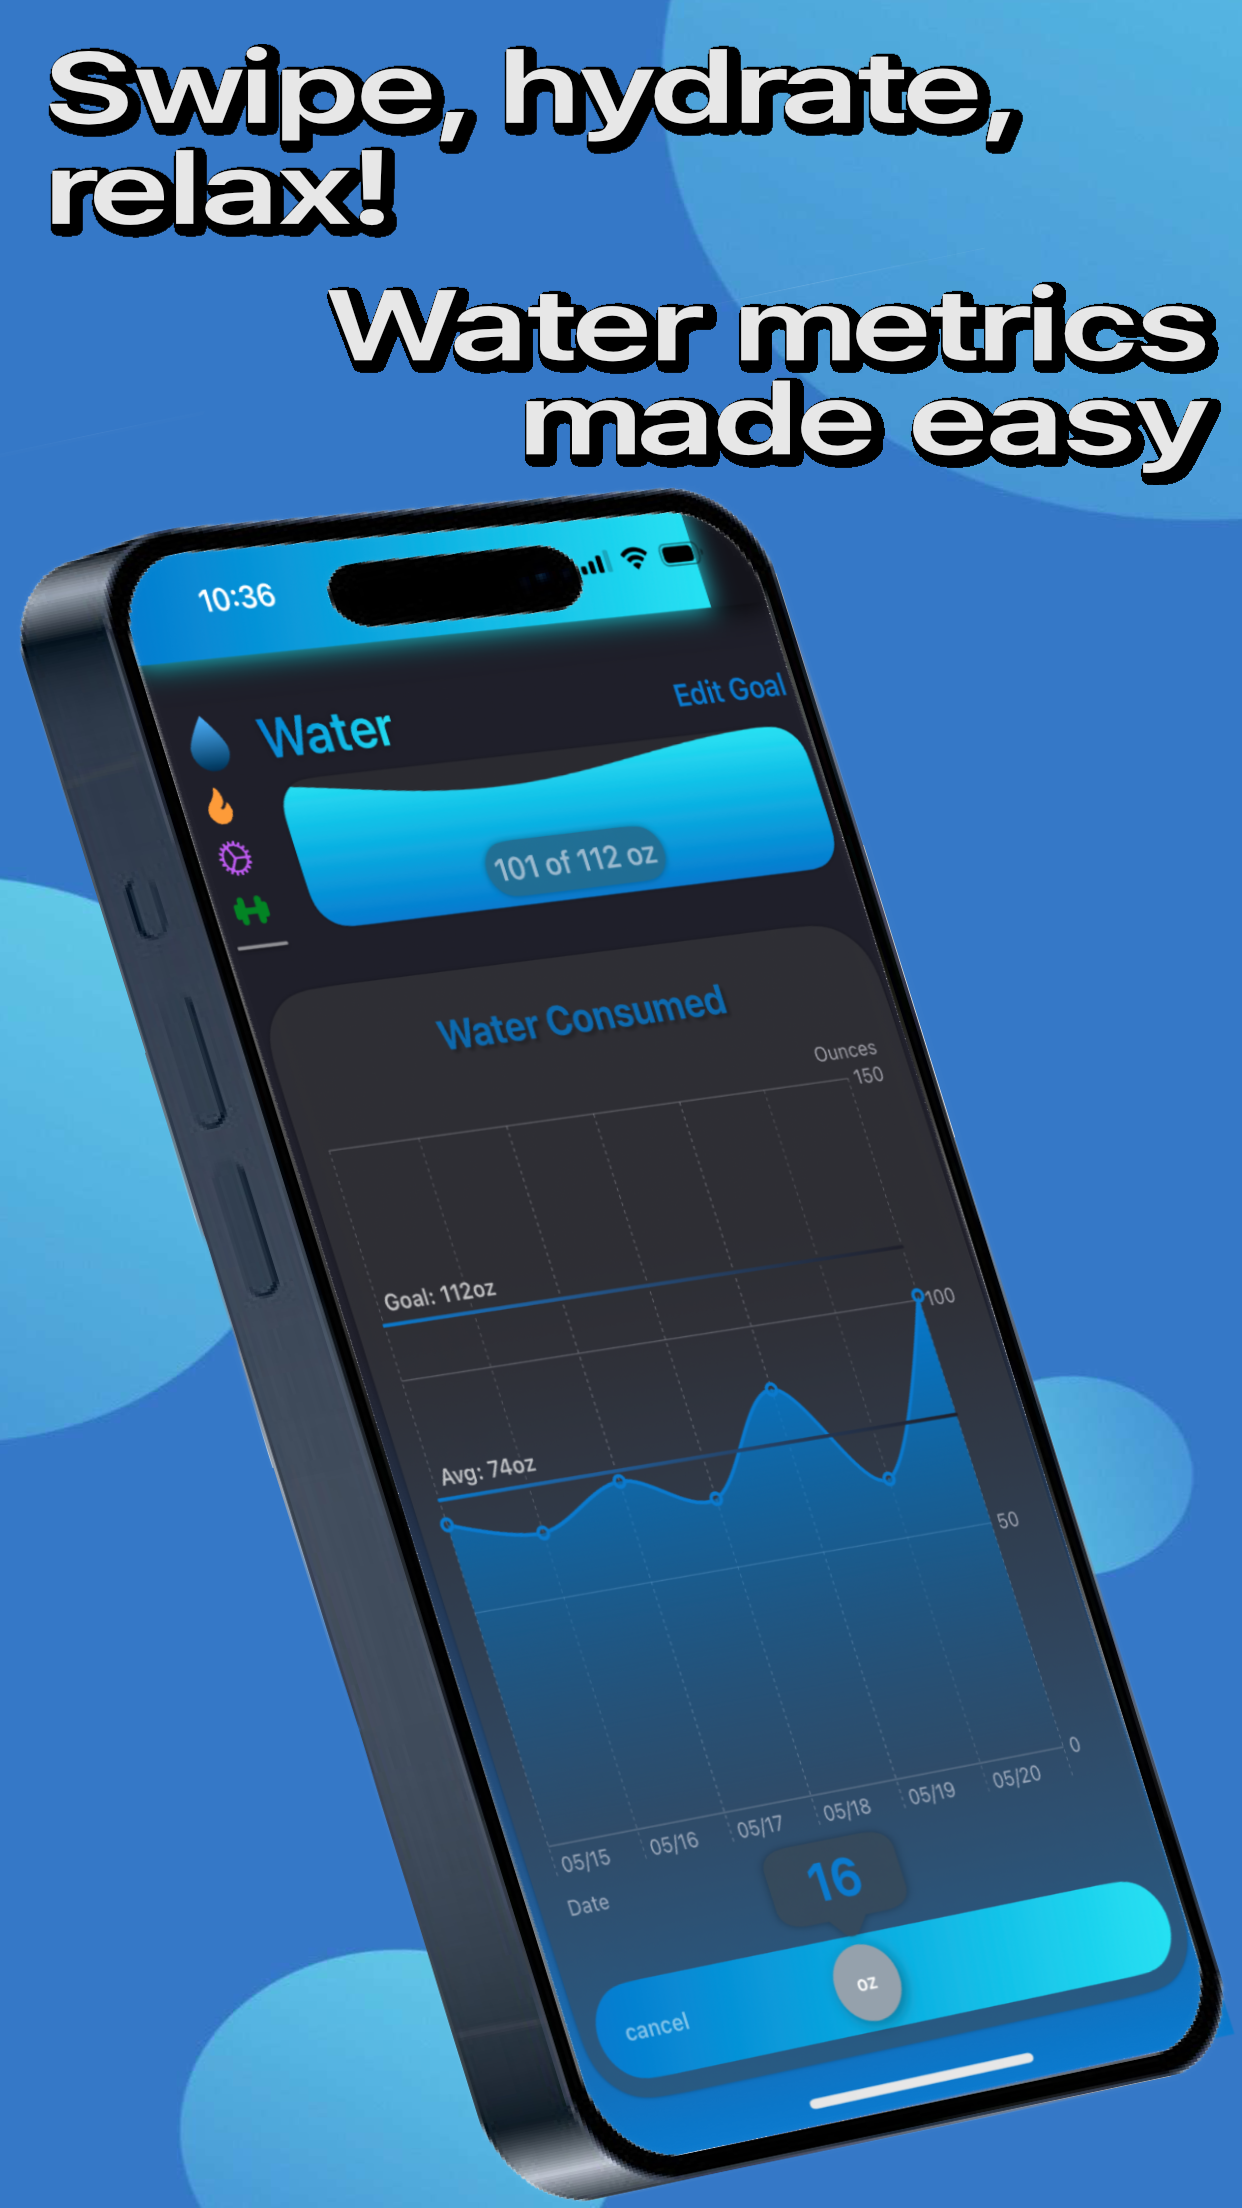 Swipe, hydrate,
relax!
Water metrics
made easy
10:36
Edit Goal
Water
101 of 112 oz
Water Consumed
Ounces
150
Goal: 112oz
100
Avg: 74oz
50
0
05/15 05/16 05/17 05/18 05/19 05/20
Date
16
oz
cancel